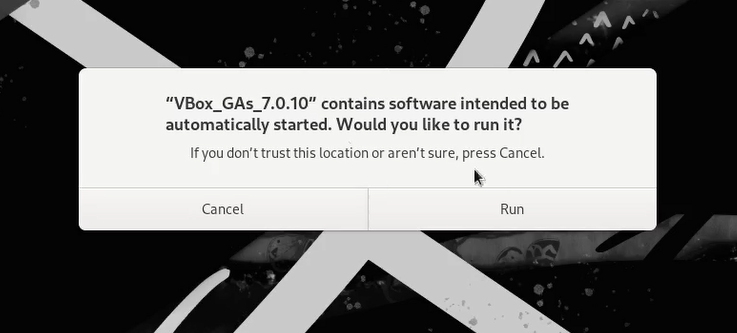 “VBox_GAs_7.0.10” contains software intended to be
automatically started. Would you like to run it?
If you don’t trust this location or aren’t sure, press Cancel.
Cancel
Run